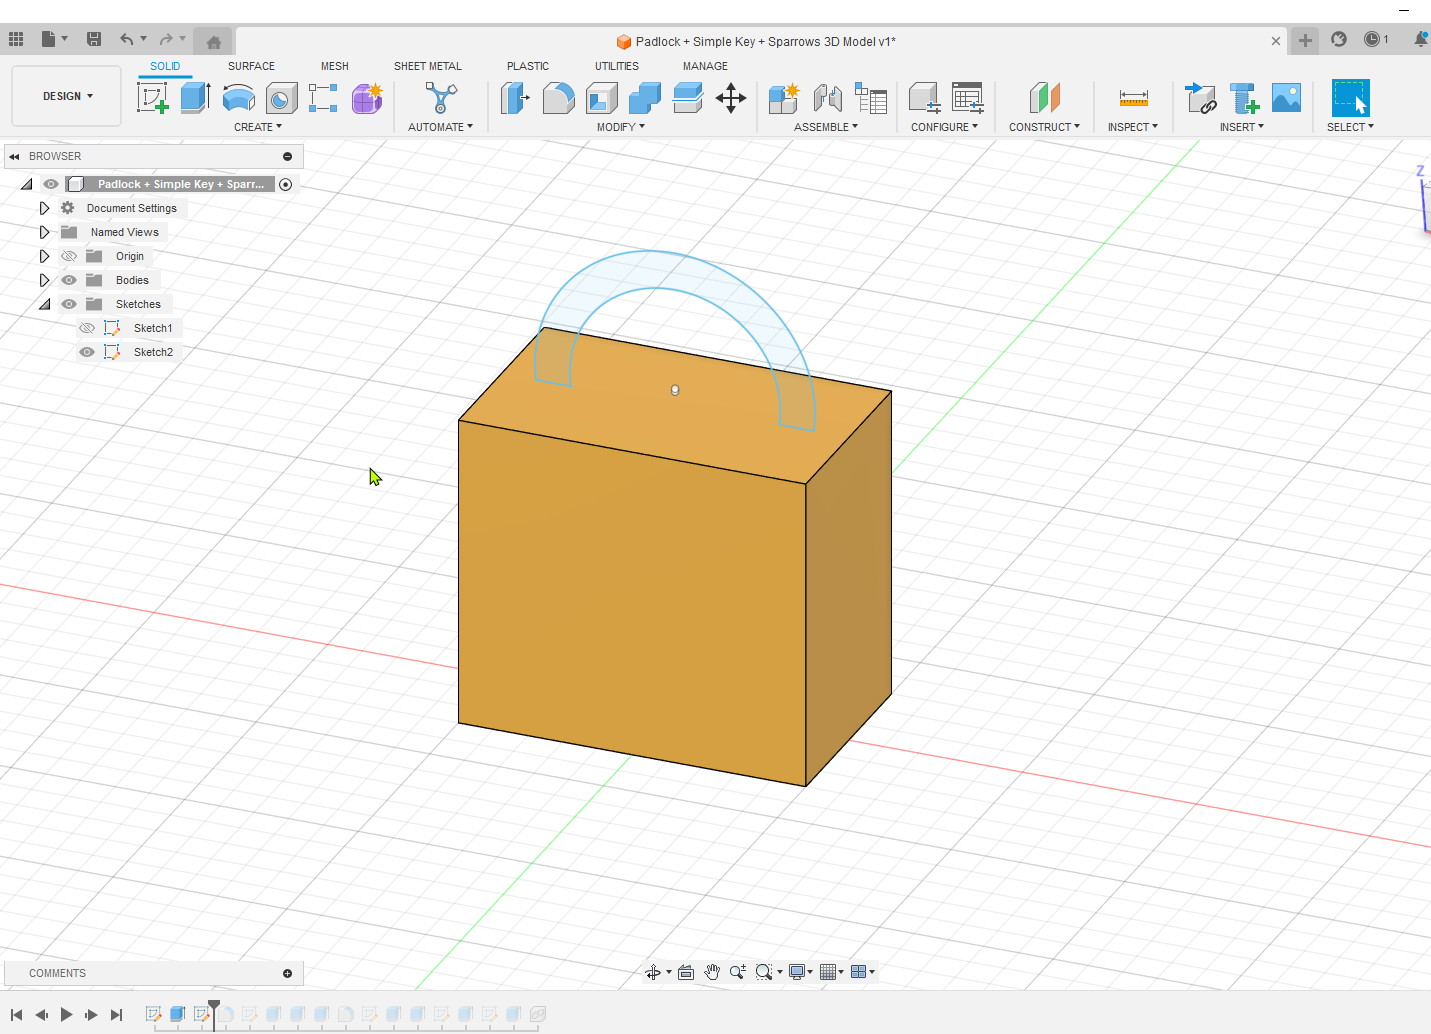 Padlock + Simple Key + Sparrows 3D Model v1*
1
SOLID SURFACE MESH SHEET METAL PLASTIC UTILITIES MANAGE
DESIGN
CREATE AUTOMATE MODIFY ASSEMBLE CONFIGURE CONSTRUCT INSPECT INSERT SELECT
BROWSER
Padlock + Simple Key + Sparr...
Document Settings
Named Views
Origin
Bodies
Sketches
Sketch1
Sketch2
Z
COMMENTS